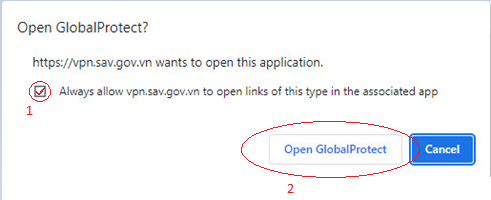 Open GlobalProtect?
https://vpn.sav.gov.vn wants to open this application.
Always allow vpn.sav.gov.vn to open links of this type in the associated app
1
Open GlobalProtect
Cancel
2